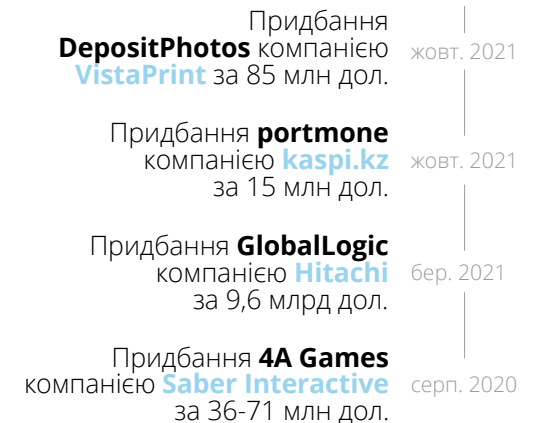 Придбання
DepositPhotos компанією
VistaPrint за 85 млн дол.
жовт. 2021
Придбання portmone
компанією kaspi.kz
за 15 млн дол.
жовт. 2021
Придбання GlobalLogic
компанією Hitachi
за 9,6 млрд дол.
бер. 2021
Придбання 4A Games
компанією Saber Interactive
за 36-71 млн дол.
серп. 2020